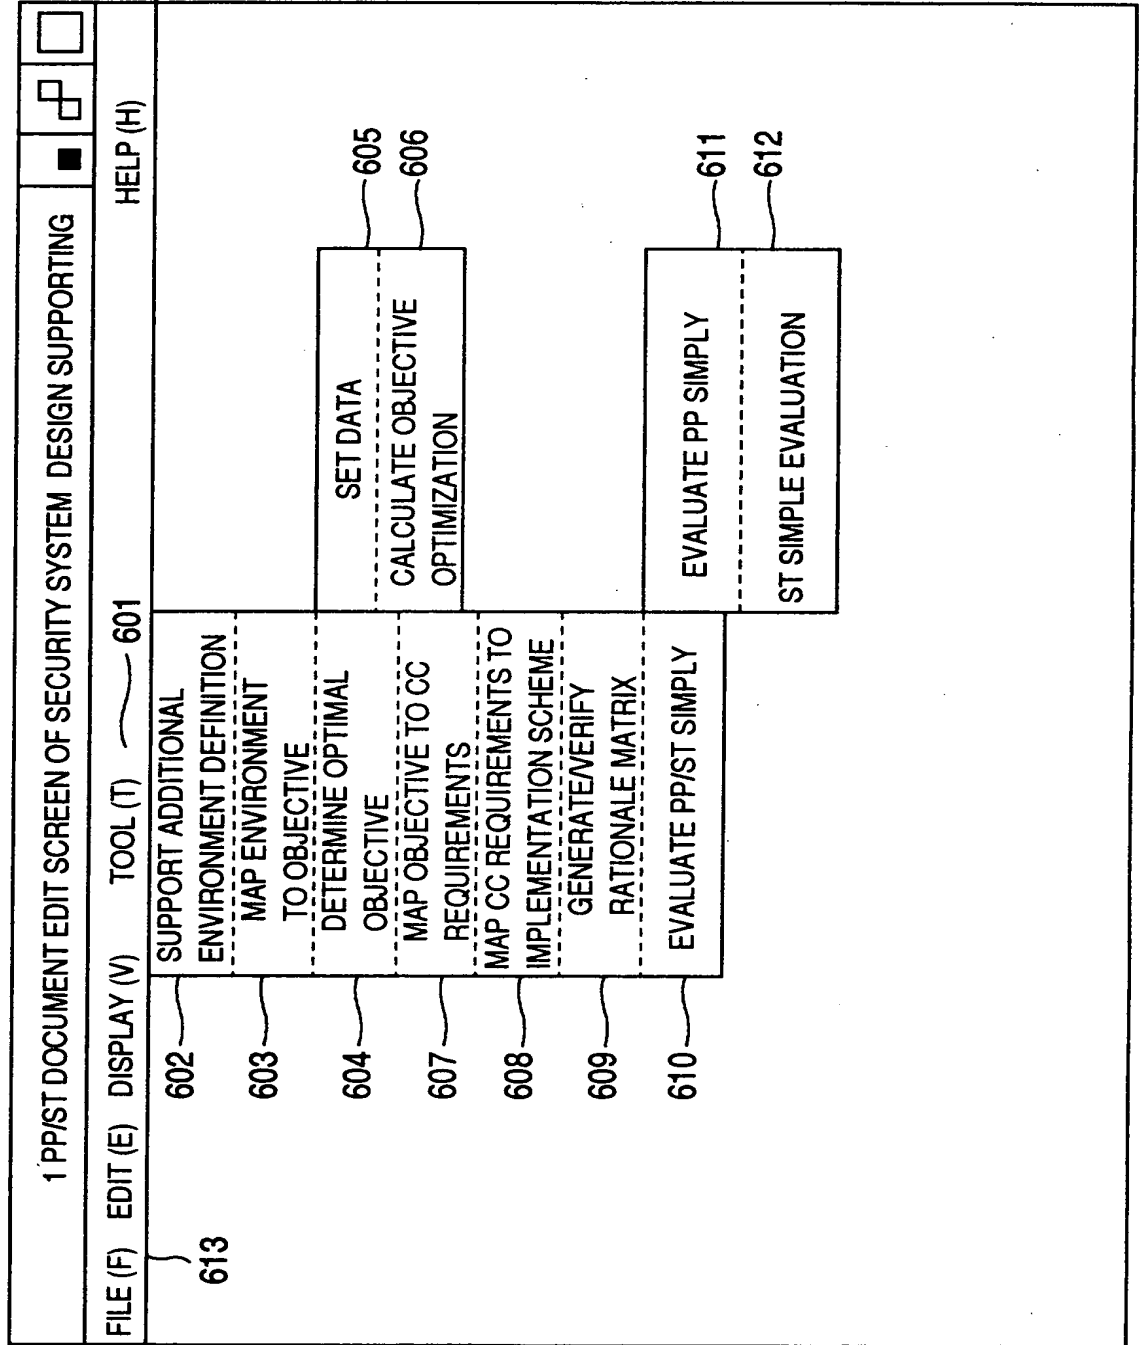 1 PP/ST DOCUMENT EDIT SCREEN OF SECURITY SYSTEM DESIGN SUPPORTING
FILE (F) EDIT (E) DISPLAY (V) TOOL (T) 601 HELP (H)
613
602 SUPPORT ADDITIONAL
ENVIRONMENT DEFINITION
603 MAP ENVIRONMENT
TO OBJECTIVE
604 DETERMINE OPTIMAL
OBJECTIVE
SET DATA 605
CALCULATE OBJECTIVE
OPTIMIZATION
606
607 MAP OBJECTIVE TO CC
REQUIREMENTS
608 MAP CC REQUIREMENTS TO
IMPLEMENTATION SCHEME
609 GENERATE/VERIFY
RATIONALE MATRIX
610 EVALUATE PP/ST SIMPLY
EVALUATE PP SIMPLY 611
ST SIMPLE EVALUATION 612